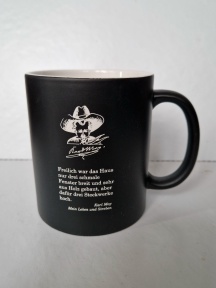 Freilich war das Haus
nur drei schmale
Fenster breit und sehr
aus Holz gebaut, aber
dafür drei Stockwerke
hoch.
Karl May
Mein Leben und Streben